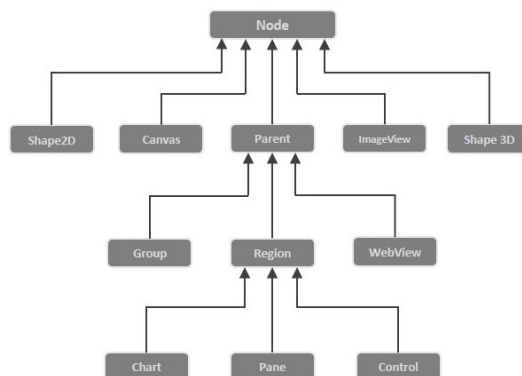 Node
Shape2D
Canvas
Parent
ImageView
Shape 3D
Group
Region
WebView
Chart
Pane
Control